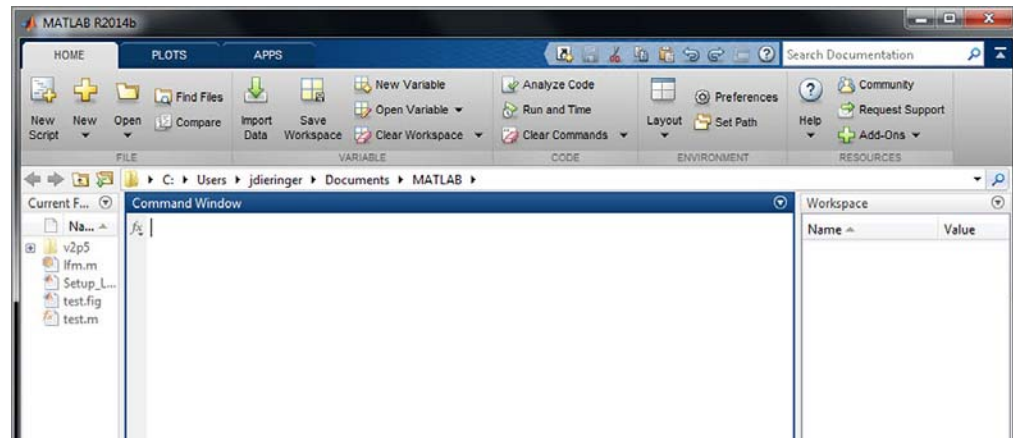 MATLAB R2014b
HOME PLOTS APPS Search Documentation
New Script
New
Open
Find Files
Compare
Import Data
Save Workspace
New Variable
Open Variable
Clear Workspace
Analyze Code
Run and Time
Clear Commands
Layout
Preferences
Set Path
Help
Community
Request Support
Add-Ons
FILE VARIABLE CODE ENVIRONMENT RESOURCES
C: Users jdieringer Documents MATLAB
Current F...
Na...
v2p5
lfm.m
Setup_L...
test.fig
test.m
Command Window
fx
Workspace
Name Value